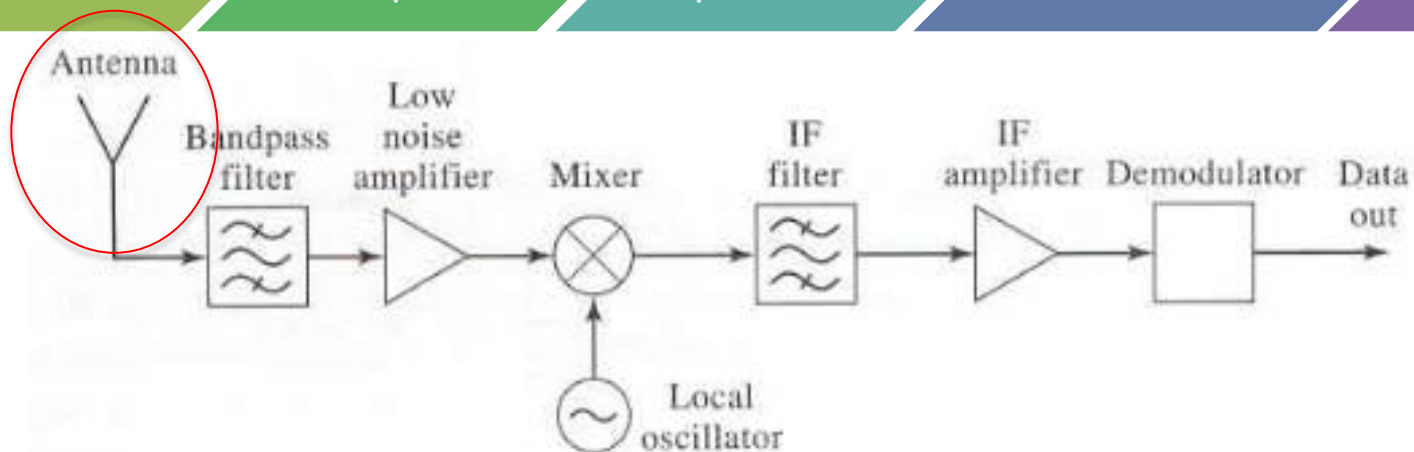 Antenna
Bandpass
filter
Low
noise
amplifier
Mixer
IF
filter
IF
amplifier
Demodulator
Data
out
Local
oscillator